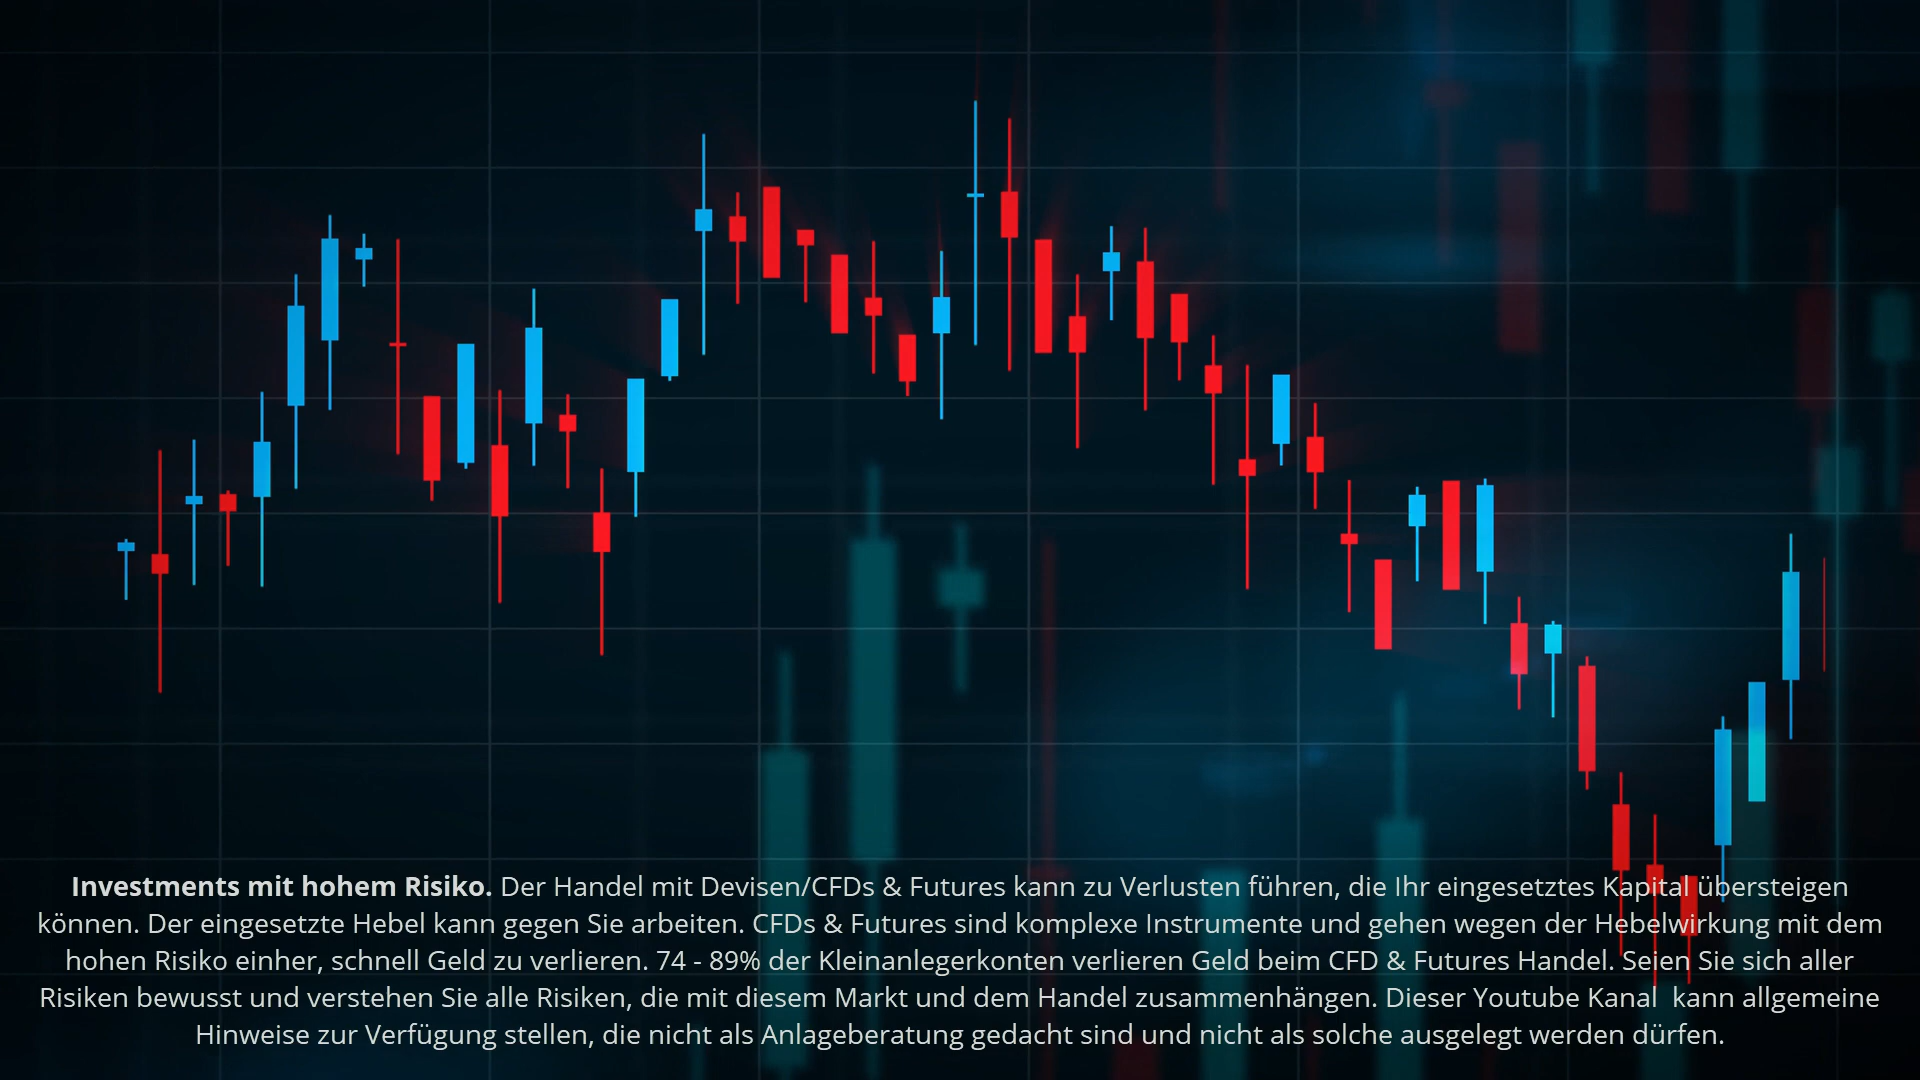 Investments mit hohem Risiko. Der Handel mit Devisen/CFDs & Futures kann zu Verlusten führen, die Ihr eingesetztes Kapital übersteigen
können. Der eingesetzte Hebel kann gegen Sie arbeiten. CFDs & Futures sind komplexe Instrumente und gehen wegen der Hebelwirkung mit dem
hohen Risiko einher, schnell Geld zu verlieren. 74 - 89% der Kleinanlegerkonten verlieren Geld beim CFD & Futures Handel. Seien Sie sich aller
Risiken bewusst und verstehen Sie alle Risiken, die mit diesem Markt und dem Handel zusammenhängen. Dieser Youtube Kanal  kann allgemeine
Hinweise zur Verfügung stellen, die nicht als Anlageberatung gedacht sind und nicht als solche ausgelegt werden dürfen.